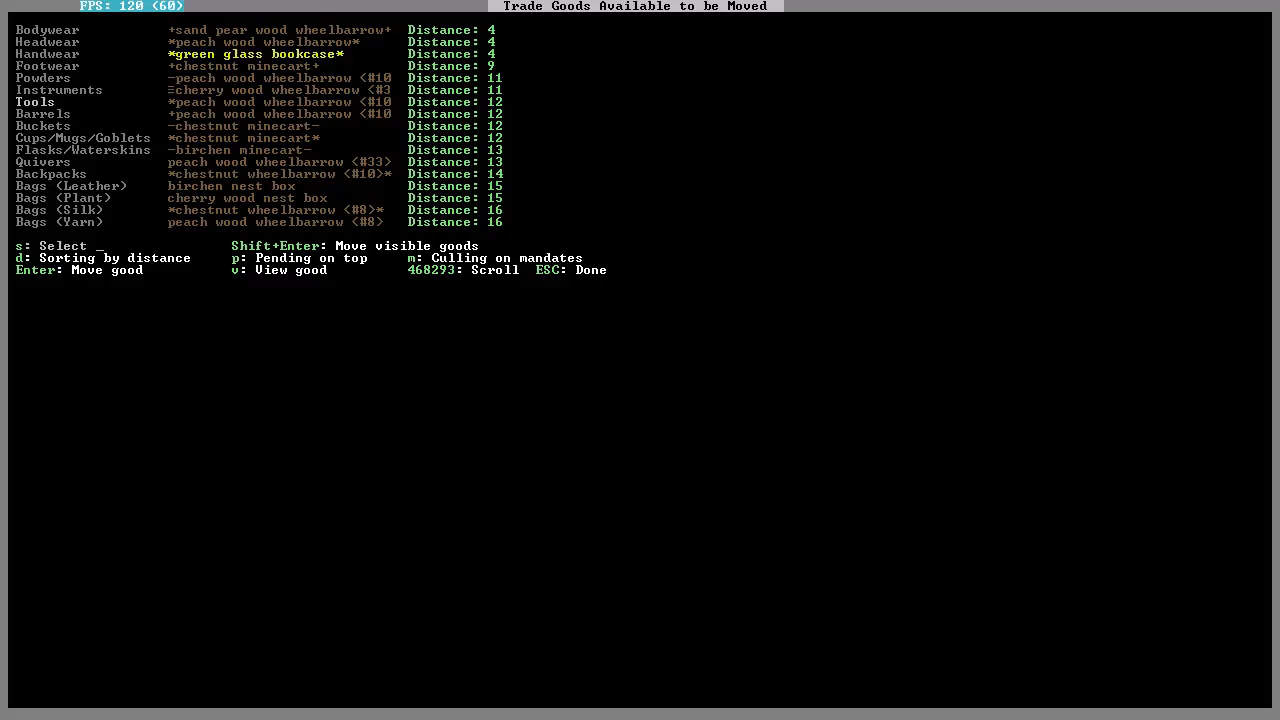 FPS: 120 (60) Trade Goods Available to be Moved
Bodywear +sand pear wood wheelbarrow+ Distance: 4
Headwear *peach wood wheelbarrow* Distance: 4
Handwear *green glass bookcase* Distance: 4
Footwear +chestnut minecart+ Distance: 9
Powders -peach wood wheelbarrow <#10 Distance: 11
Instruments ≡cherry wood wheelbarrow <#3 Distance: 11
Tools *peach wood wheelbarrow <#10 Distance: 12
Barrels +peach wood wheelbarrow <#10 Distance: 12
Buckets -chestnut minecart- Distance: 12
Cups/Mugs/Goblets *chestnut minecart* Distance: 12
Flasks/Waterskins -birchen minecart- Distance: 13
Quivers peach wood wheelbarrow <#33> Distance: 13
Backpacks *chestnut wheelbarrow <#10>* Distance: 14
Bags (Leather) birchen nest box Distance: 15
Bags (Plant) cherry wood nest box Distance: 15
Bags (Silk) *chestnut wheelbarrow <#8>* Distance: 16
Bags (Yarn) peach wood wheelbarrow <#8> Distance: 16
s: Select _ Shift+Enter: Move visible goods
d: Sorting by distance p: Pending on top m: Culling on mandates
Enter: Move good v: View good 468293: Scroll ESC: Done